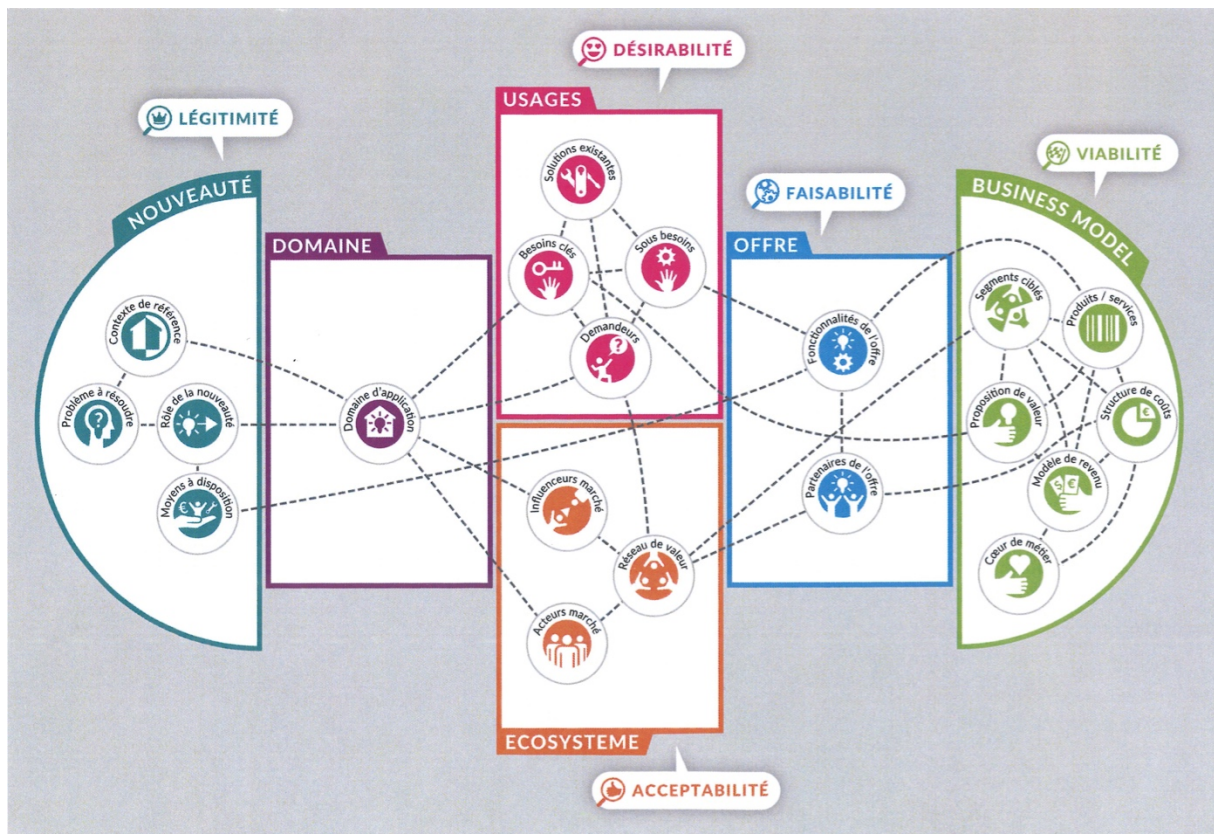 DÉSIRABILITÉ
USAGES
LÉGITIMITÉ
VIABILITÉ
NOUVEAUTÉ
FAISABILITÉ
BUSINESS MODEL
DOMAINE
OFFRE
Solutions existantes
Besoins clés
Sous besoins
Demandeurs
Contexte de référence
Problème à résoudre
Rôle de la nouveauté
Moyens à disposition
Domaine d'application
Fonctionnalités de l'offre
Partenaires de l'offre
Segments ciblés
Produits / services
Proposition de valeur
Structure de coûts
Modèle de revenu
Cœur de métier
Influenceurs marché
Réseau de valeur
Acteurs marché
ECOSYSTEME
ACCEPTABILITÉ